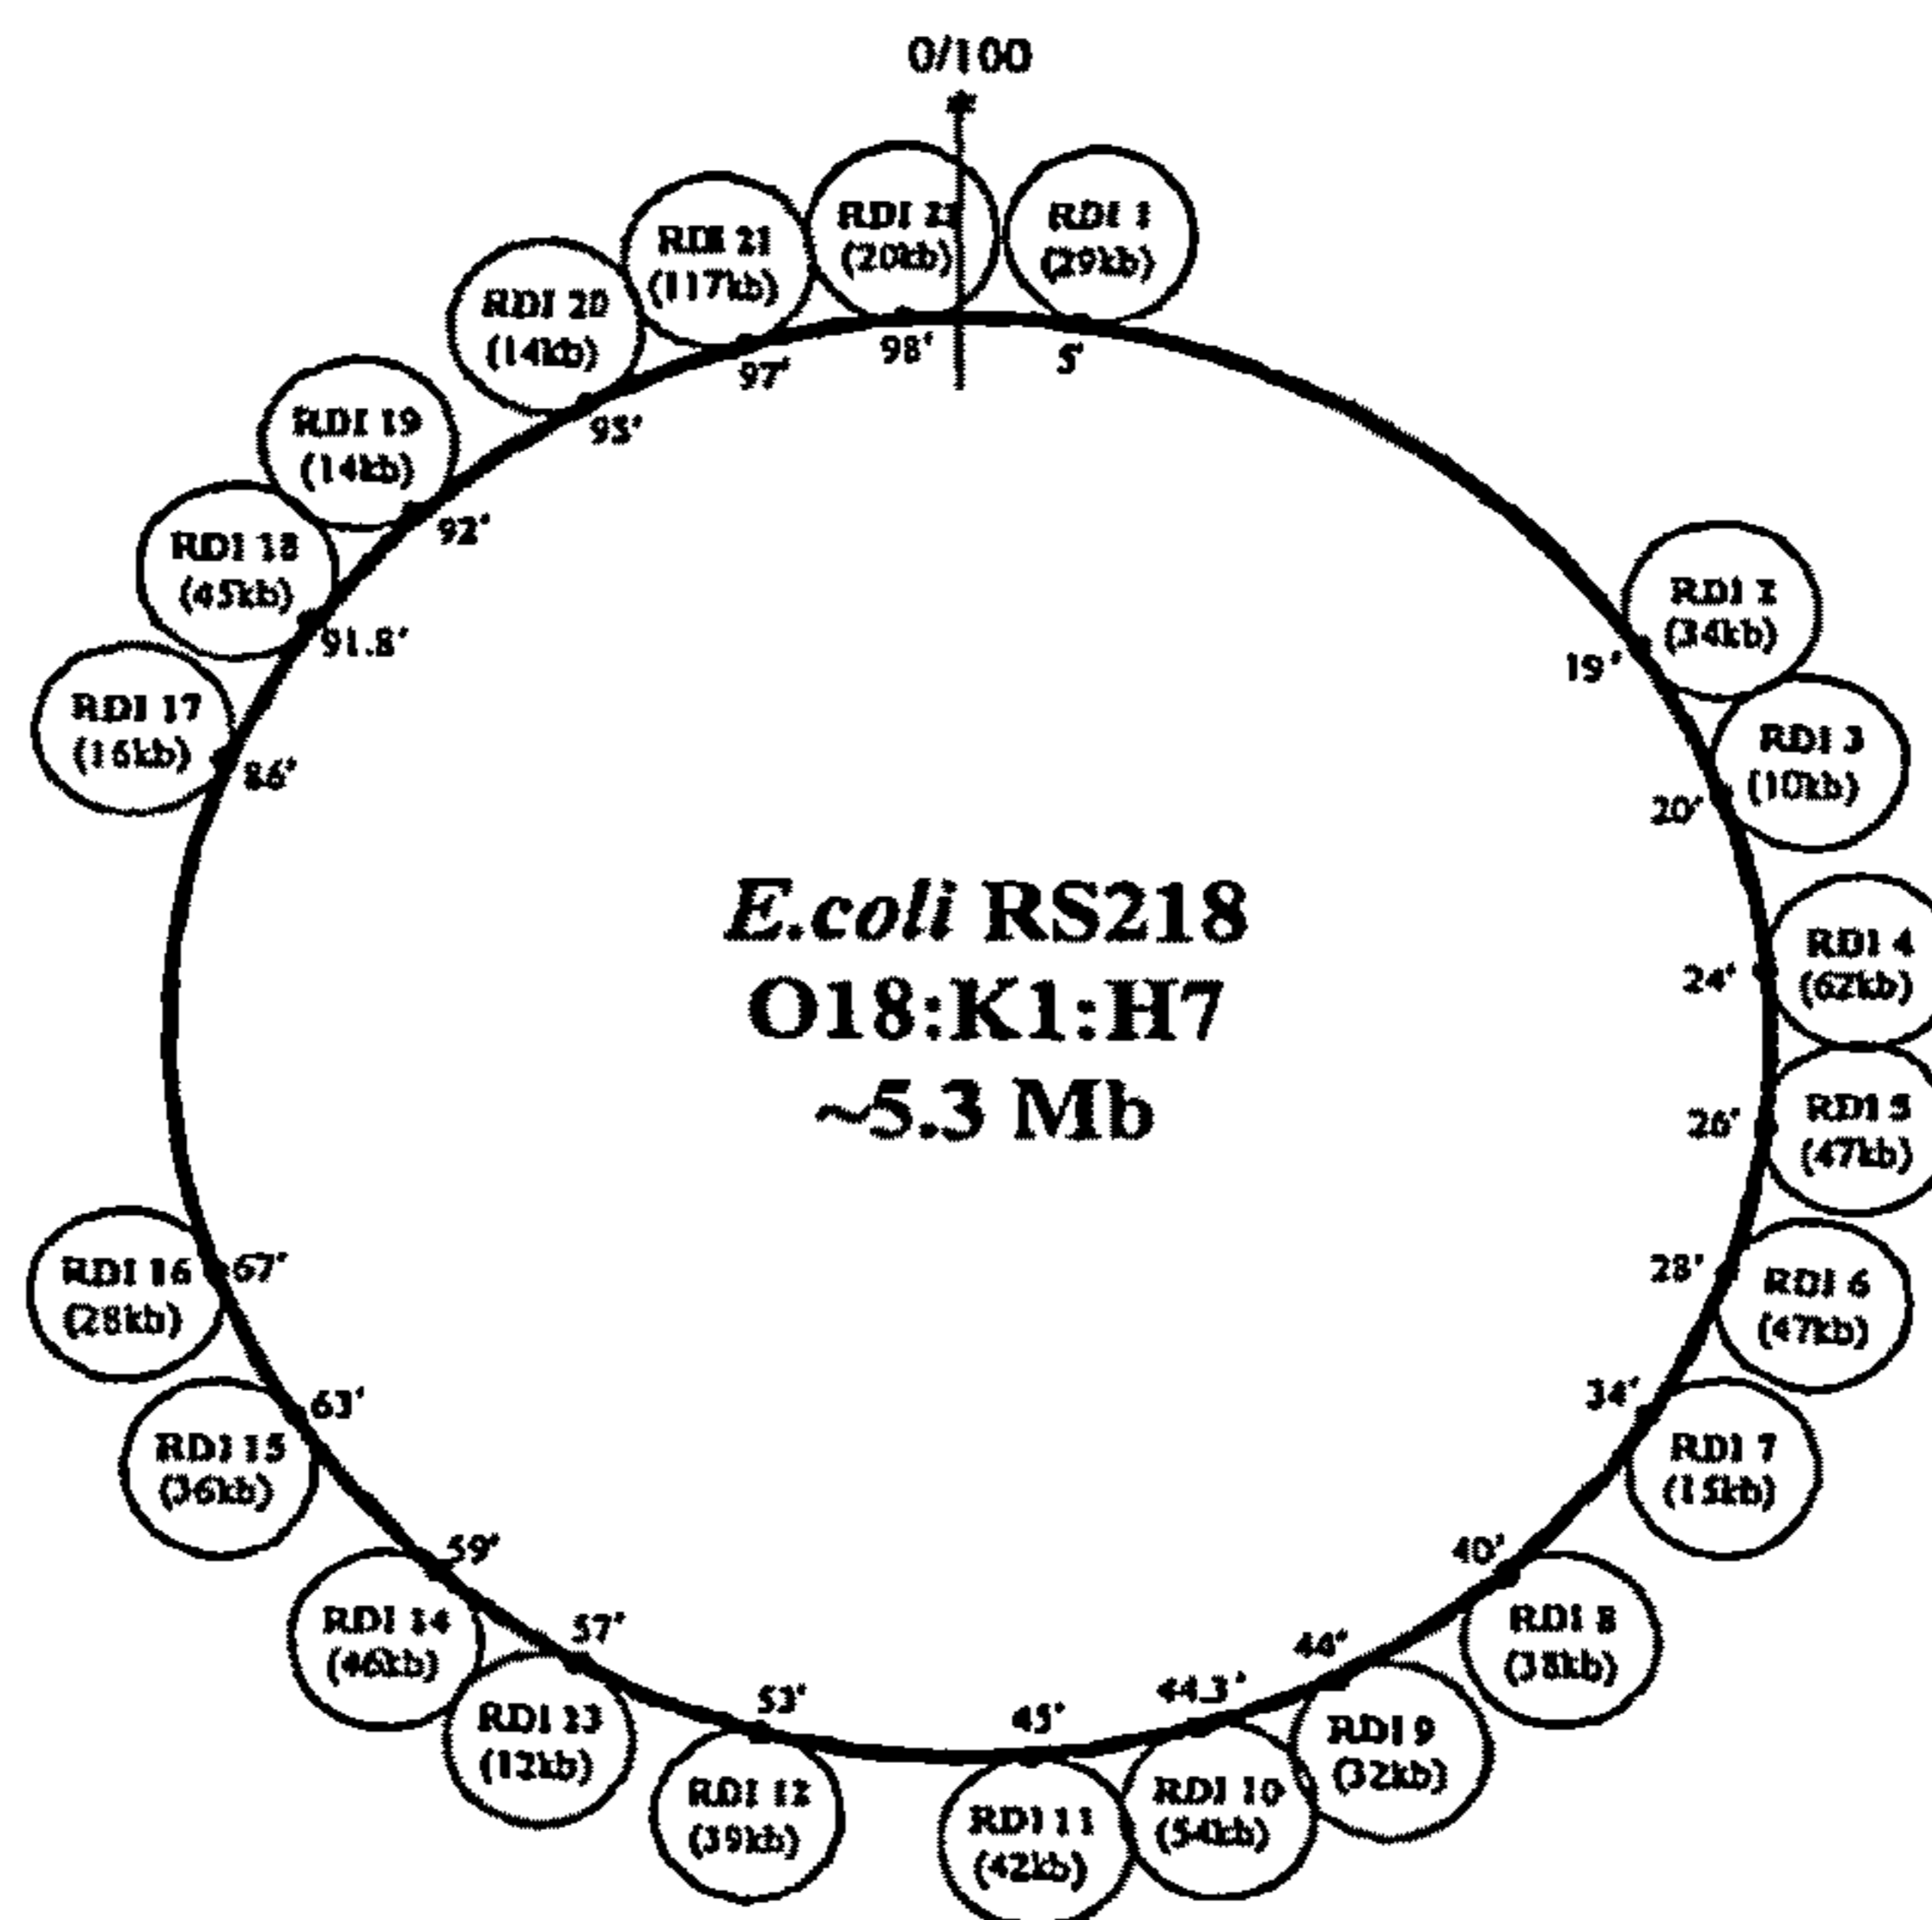 0/100
RDI 1
(29kb)
5'
RDI 2
(34kb)
19'
RDI 3
(10kb)
20'
RDI 4
(62kb)
24'
RDI 5
(47kb)
26'
RDI 6
(47kb)
28'
RDI 7
(15kb)
34'
RDI 8
(38kb)
40'
RDI 9
(32kb)
44'
RDI 10
(54kb)
44.3'
RDI 11
(42kb)
45'
RDI 12
(39kb)
53'
RDI 13
(12kb)
57'
RDI 14
(46kb)
59'
RDI 15
(36kb)
63'
RDI 16
(28kb)
67'
RDI 17
(16kb)
86'
RDI 18
(45kb)
91.8'
RDI 19
(14kb)
92'
RDI 20
(14kb)
95'
RDI 21
(117kb)
97'
RDI
(20kb)
98'
E.coli RS218
O18:K1:H7
~5.3 Mb